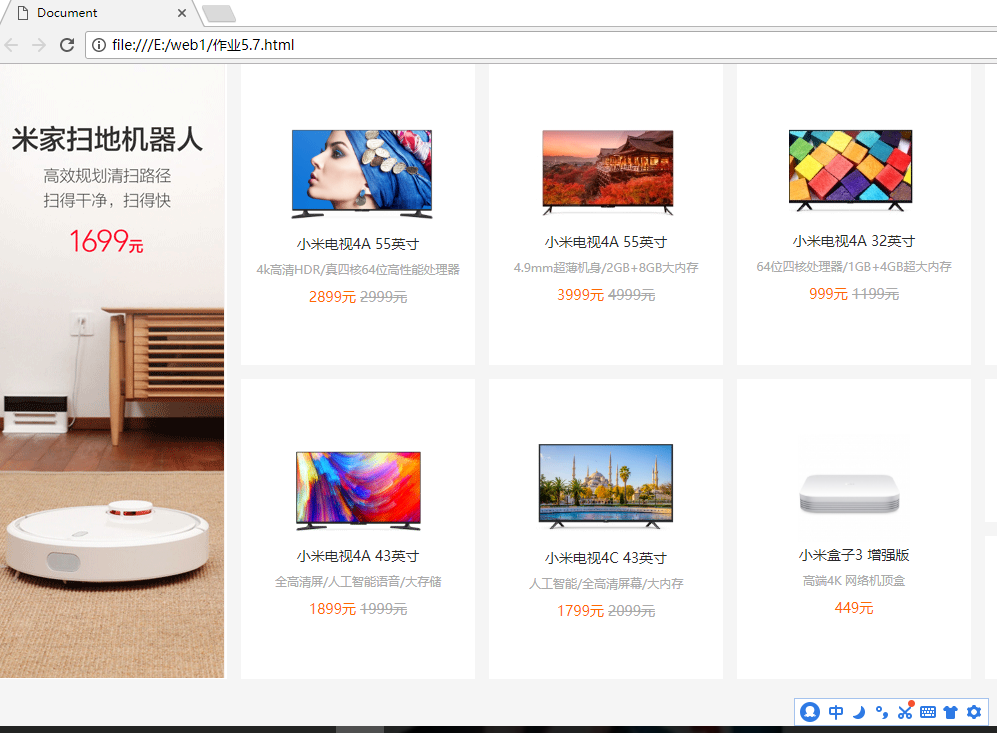 Document
file:///E:/web1/作业5.7.html
米家扫地机器人
高效规划清扫路径
扫得干净，扫得快
1699元
小米电视4A 55英寸
4k高清HDR/真四核64位高性能处理器
2899元 2999元
小米电视4A 55英寸
4.9mm超薄机身/2GB+8GB大内存
3999元 4999元
小米电视4A 32英寸
64位四核处理器/1GB+4GB超大内存
999元 1199元
小米电视4A 43英寸
全高清屏/人工智能语音/大存储
1899元 1999元
小米电视4C 43英寸
人工智能/全高清屏幕/大内存
1799元 2099元
小米盒子3 增强版
高端4K 网络机顶盒
449元
中